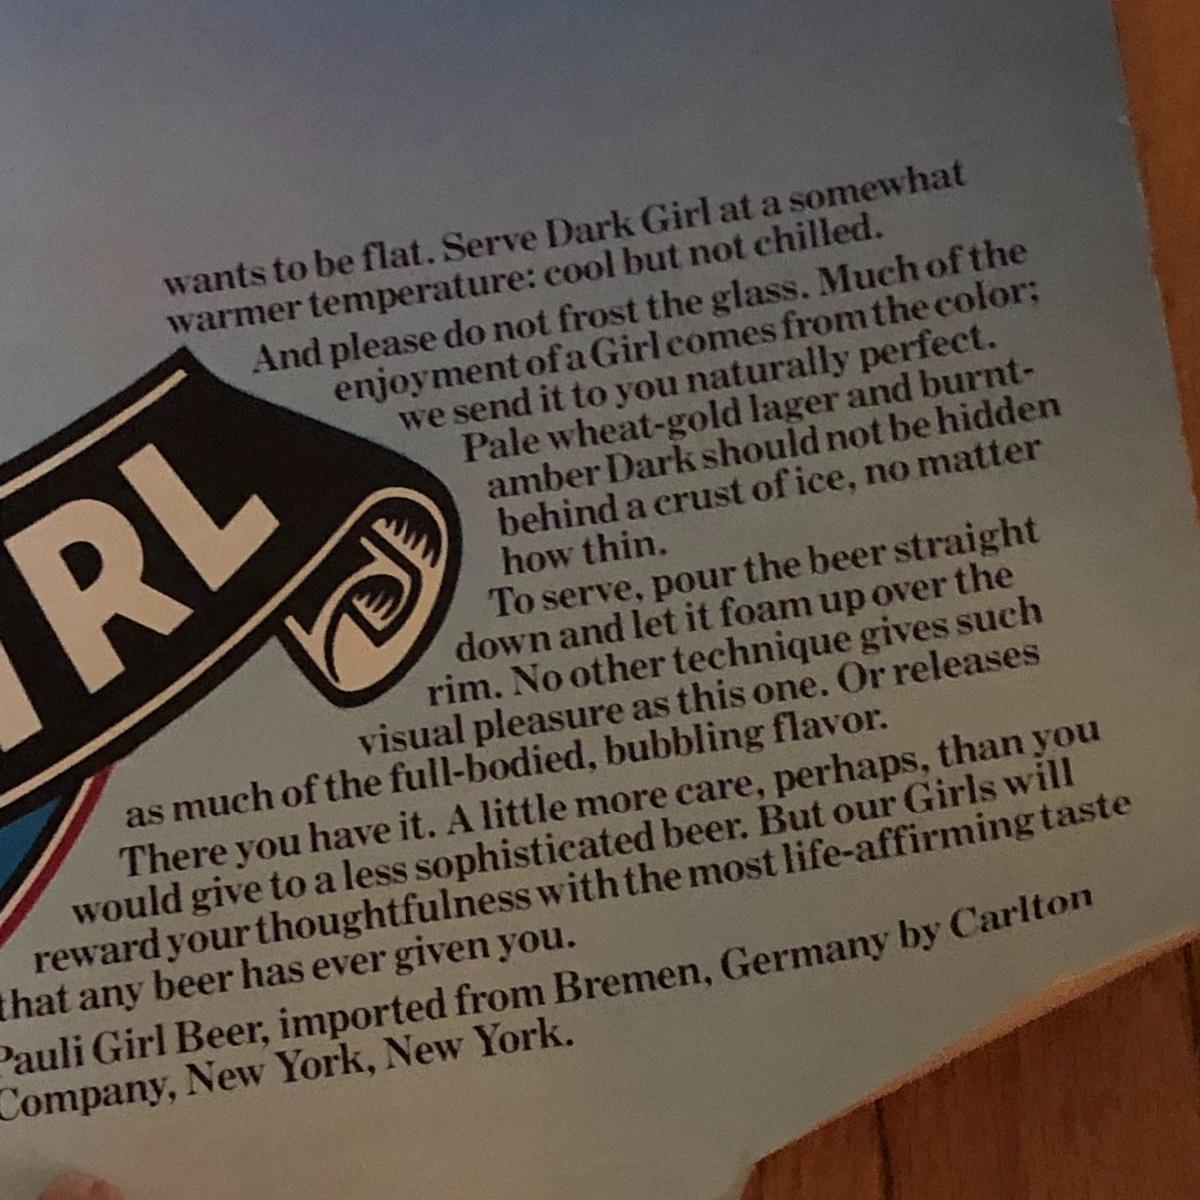 wants to be flat. Serve Dark Girl at a somewhat
warmer temperature: cool but not chilled.
And please do not frost the glass. Much of the
enjoyment of a Girl comes from the color;
we send it to you naturally perfect.
Pale wheat-gold lager and burnt-
amber Dark should not be hidden
behind a crust of ice, no matter
how thin.
To serve, pour the beer straight
down and let it foam up over the
rim. No other technique gives such
visual pleasure as this one. Or releases
as much of the full-bodied, bubbling flavor.
There you have it. A little more care, perhaps, than you
would give to a less sophisticated beer. But our Girls will
reward your thoughtfulness with the most life-affirming taste
that any beer has ever given you.
Pauli Girl Beer, imported from Bremen, Germany by Carlton
Company, New York, New York.
IRL